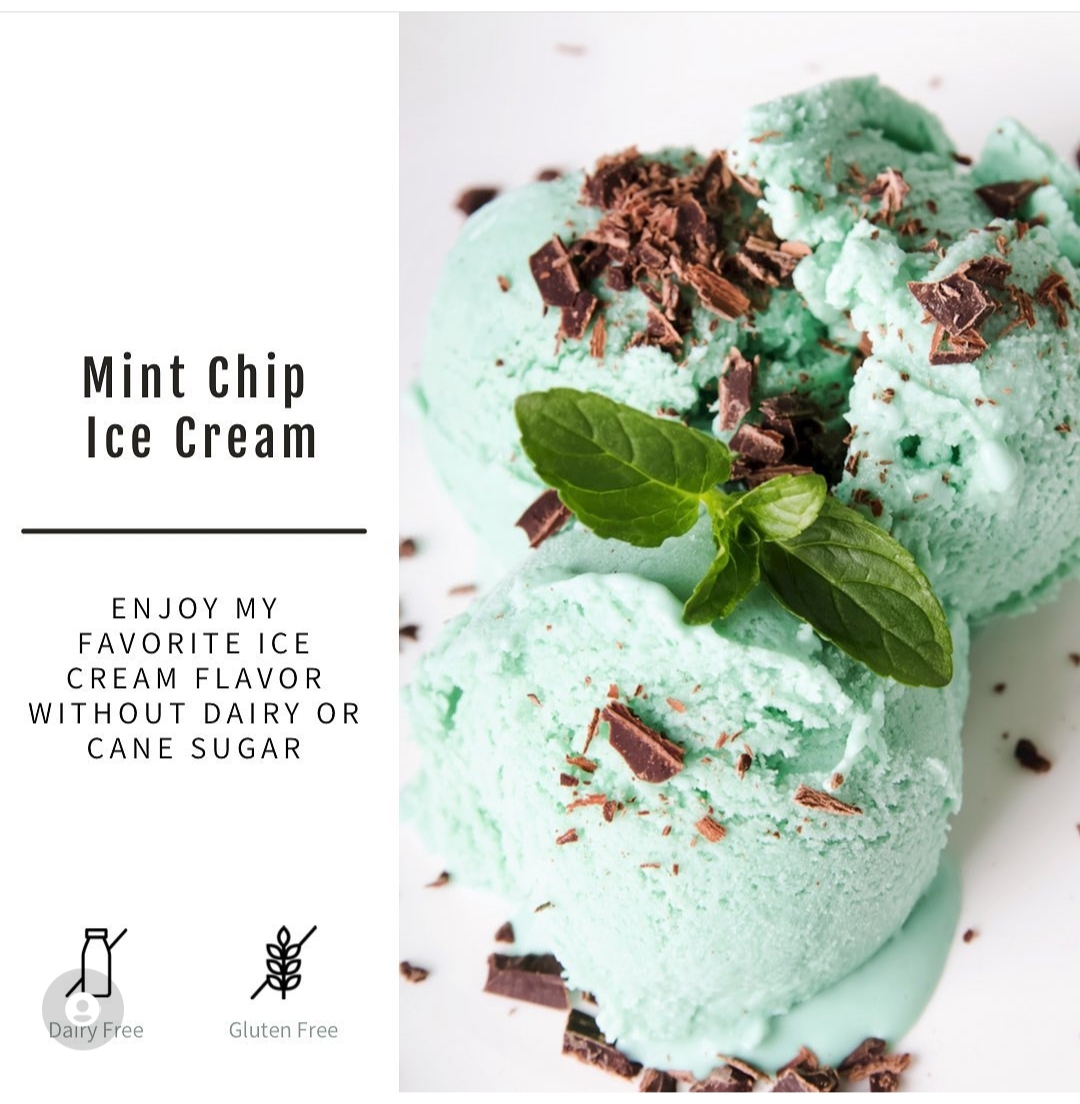 Mint Chip
Ice Cream
ENJOY MY
FAVORITE ICE
CREAM FLAVOR
WITHOUT DAIRY OR
CANE SUGAR
Dairy Free
Gluten Free